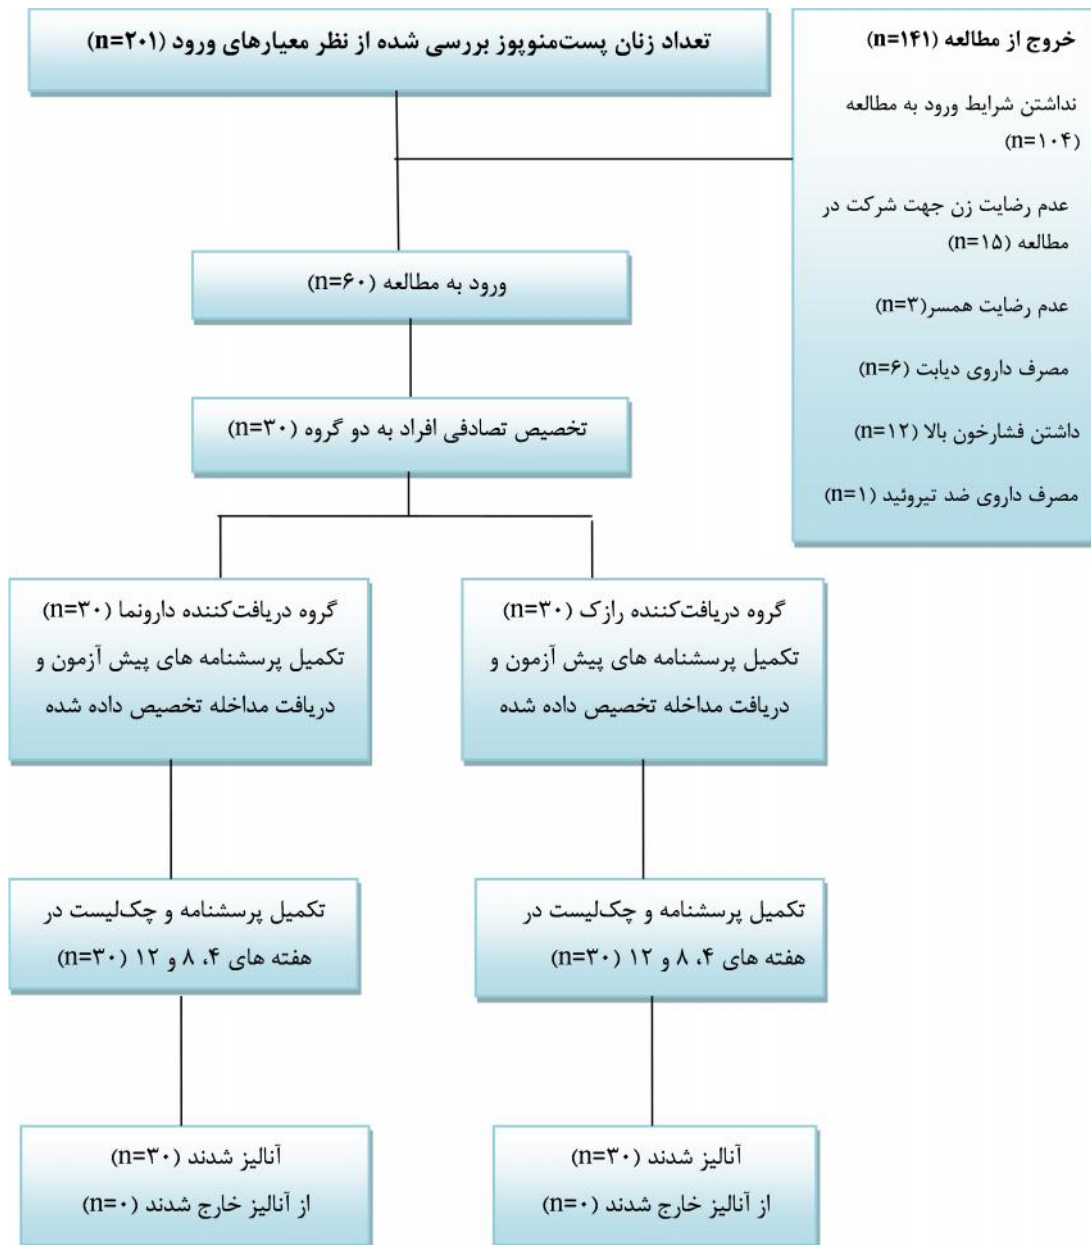 تعداد زنان پست‌منوپوز بررسی شده از نظر معیارهای ورود (n=۲۰۱)
خروج از مطالعه (n=۱۴۱)
نداشتن شرایط ورود به مطالعه
(n=۱۰۴)
عدم رضایت زن جهت شرکت در
مطالعه (n=۱۵)
عدم رضایت همسر(n=۳)
مصرف داروی دیابت (n=۶)
داشتن فشارخون بالا (n=۱۲)
مصرف داروی ضد تیروئید (n=۱)
ورود به مطالعه (n=۶۰)
تخصیص تصادفی افراد به دو گروه (n=۳۰)
گروه دریافت‌کننده رازک (n=۳۰)
تکمیل پرسشنامه های پیش آزمون و
دریافت مداخله تخصیص داده شده
گروه دریافت‌کننده دارونما (n=۳۰)
تکمیل پرسشنامه های پیش آزمون و
دریافت مداخله تخصیص داده شده
تکمیل پرسشنامه و چک‌لیست در
هفته های ۴، ۸ و ۱۲ (n=۳۰)
تکمیل پرسشنامه و چک‌لیست در
هفته های ۴، ۸ و ۱۲ (n=۳۰)
آنالیز شدند (n=۳۰)
از آنالیز خارج شدند (n=۰)
آنالیز شدند (n=۳۰)
از آنالیز خارج شدند (n=۰)